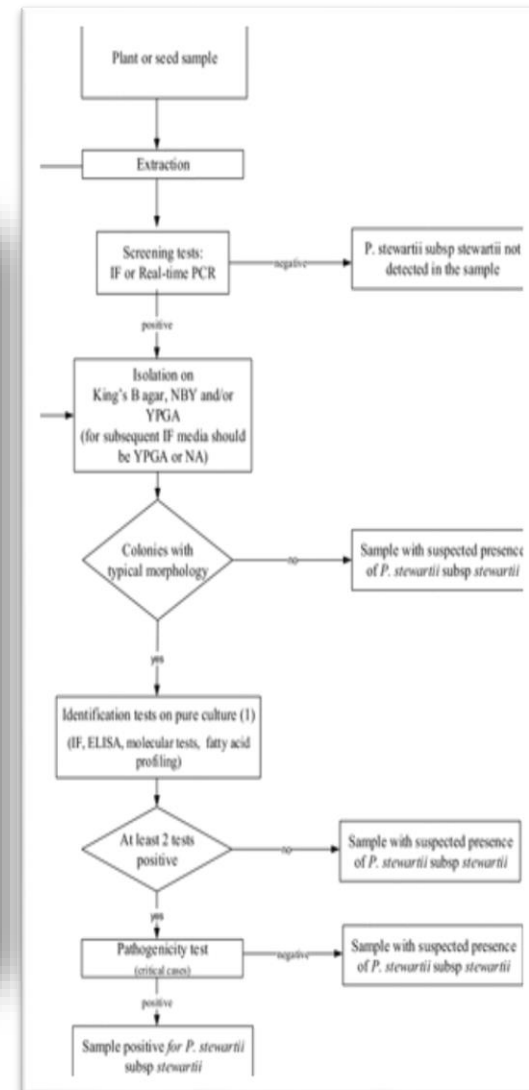 Plant or seed sample
Extraction
Screening tests:
IF or Real-time PCR
negative
P. stewartii subsp stewartii not
detected in the sample
positive
Isolation on
King's B agar, NBY and/or
YPGA
(for subsequent IF media should
be YPGA or NA)
Colonies with
typical morphology
no
Sample with suspected presence
of P. stewartii subsp stewartii
yes
Identification tests on pure culture (1)
(IF, ELISA, molecular tests, fatty acid
profiling)
At least 2 tests
positive
no
Sample with suspected presence
of P. stewartii subsp stewartii
yes
Pathogenicity test
(critical cases)
negative
Sample with suspected presence
of P. stewartii subsp stewartii
positive
Sample positive for P. stewartii
subsp stewartii